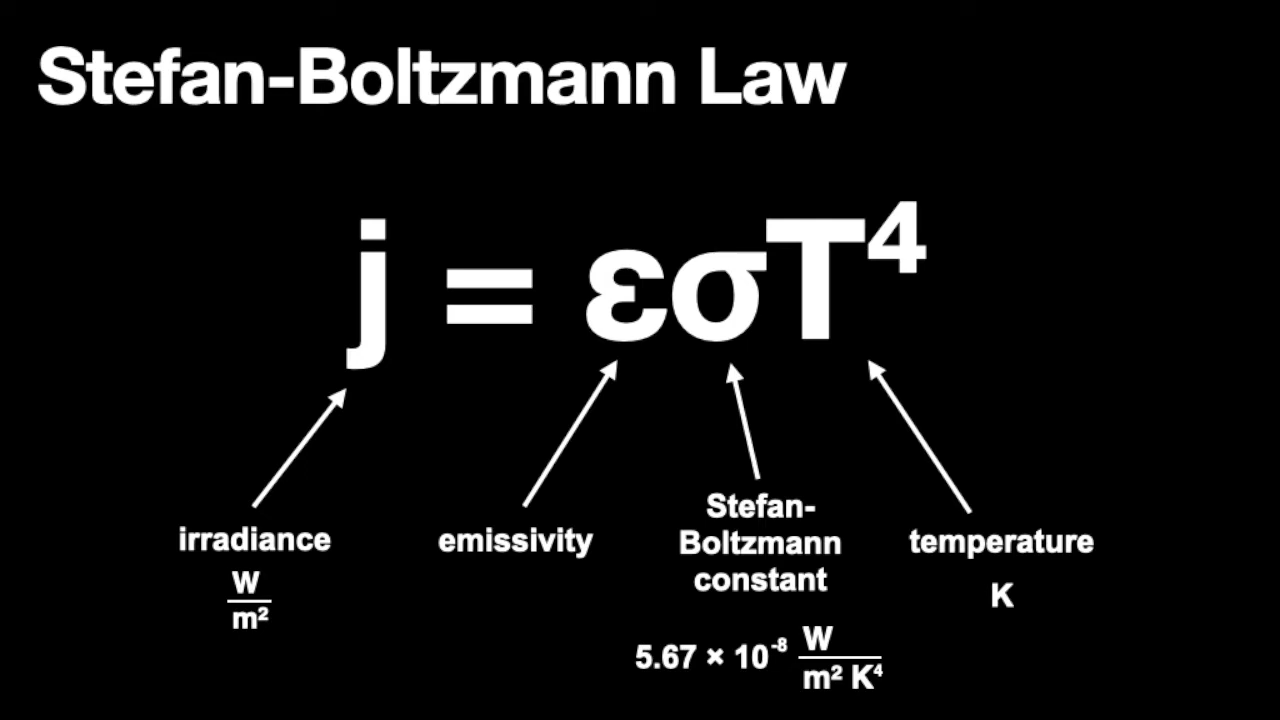 Stefan-Boltzmann Law
j = εσT⁴
irradiance
W
m²
emissivity
Stefan-
Boltzmann
constant
5.67 × 10⁻⁸ W
m² K⁴
temperature
K